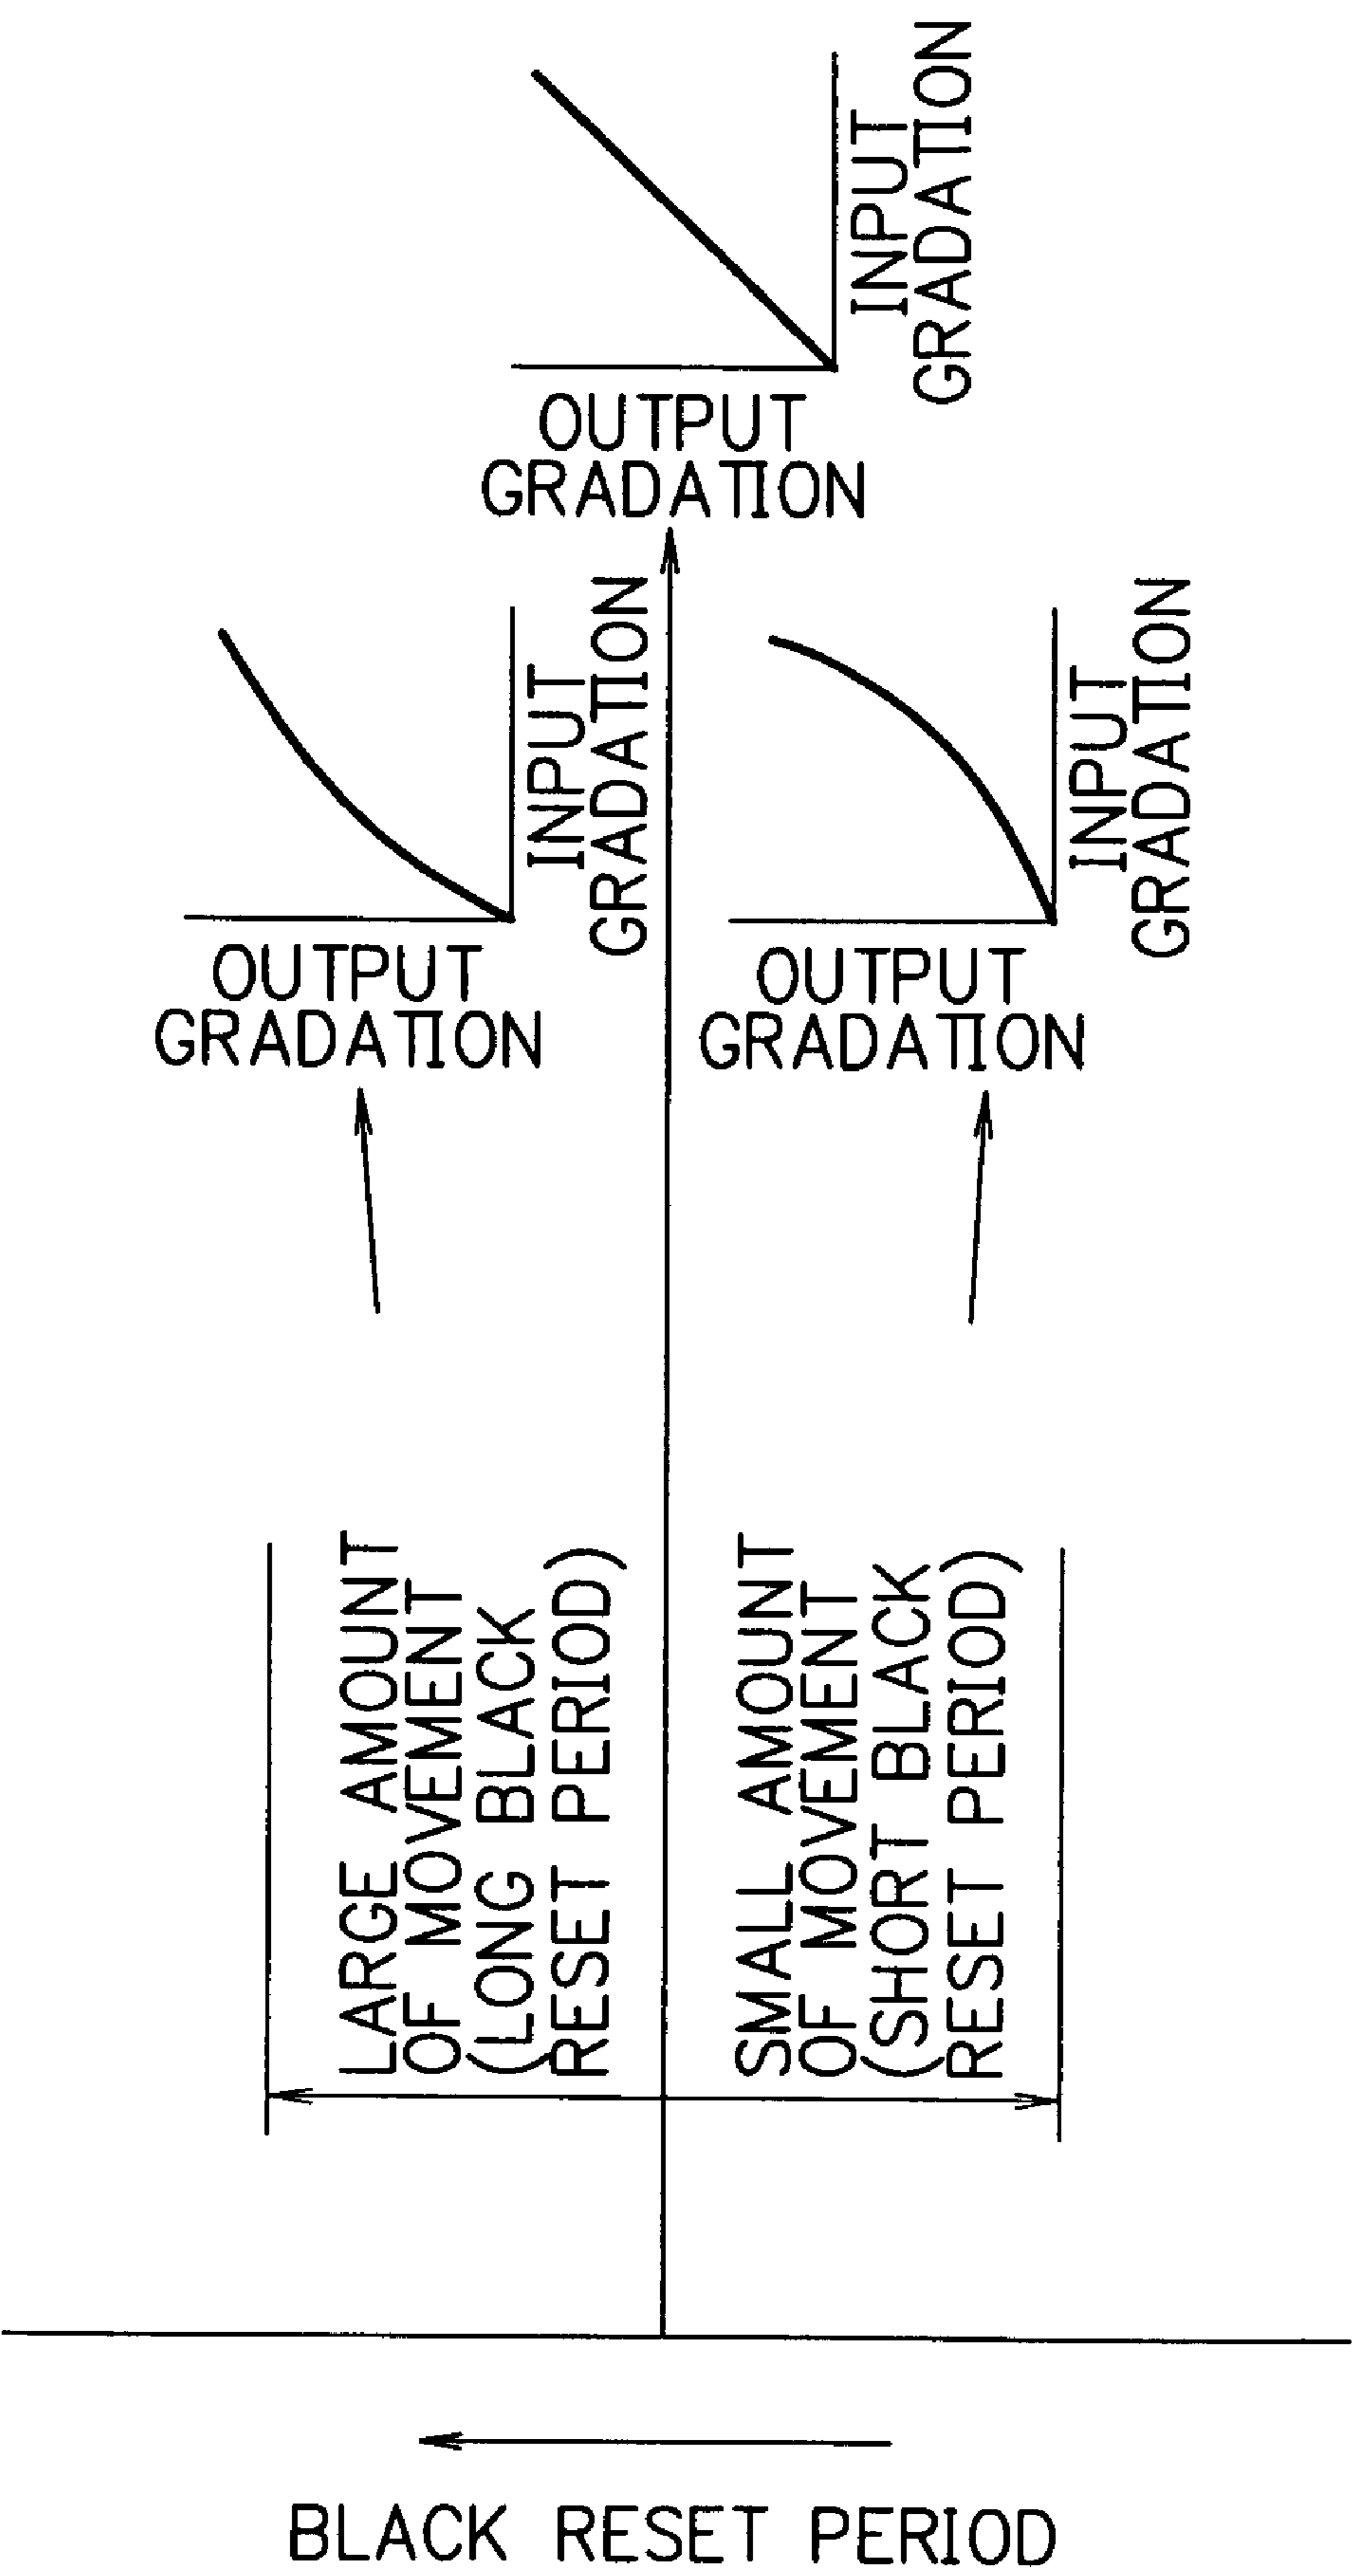 INPUT
GRADATION
OUTPUT
GRADATION
INPUT
GRADATION
OUTPUT
GRADATION
INPUT
GRADATION
OUTPUT
GRADATION
LARGE AMOUNT
OF MOVEMENT
(LONG BLACK
RESET PERIOD)
SMALL AMOUNT
OF MOVEMENT
(SHORT BLACK
RESET PERIOD)
BLACK RESET PERIOD